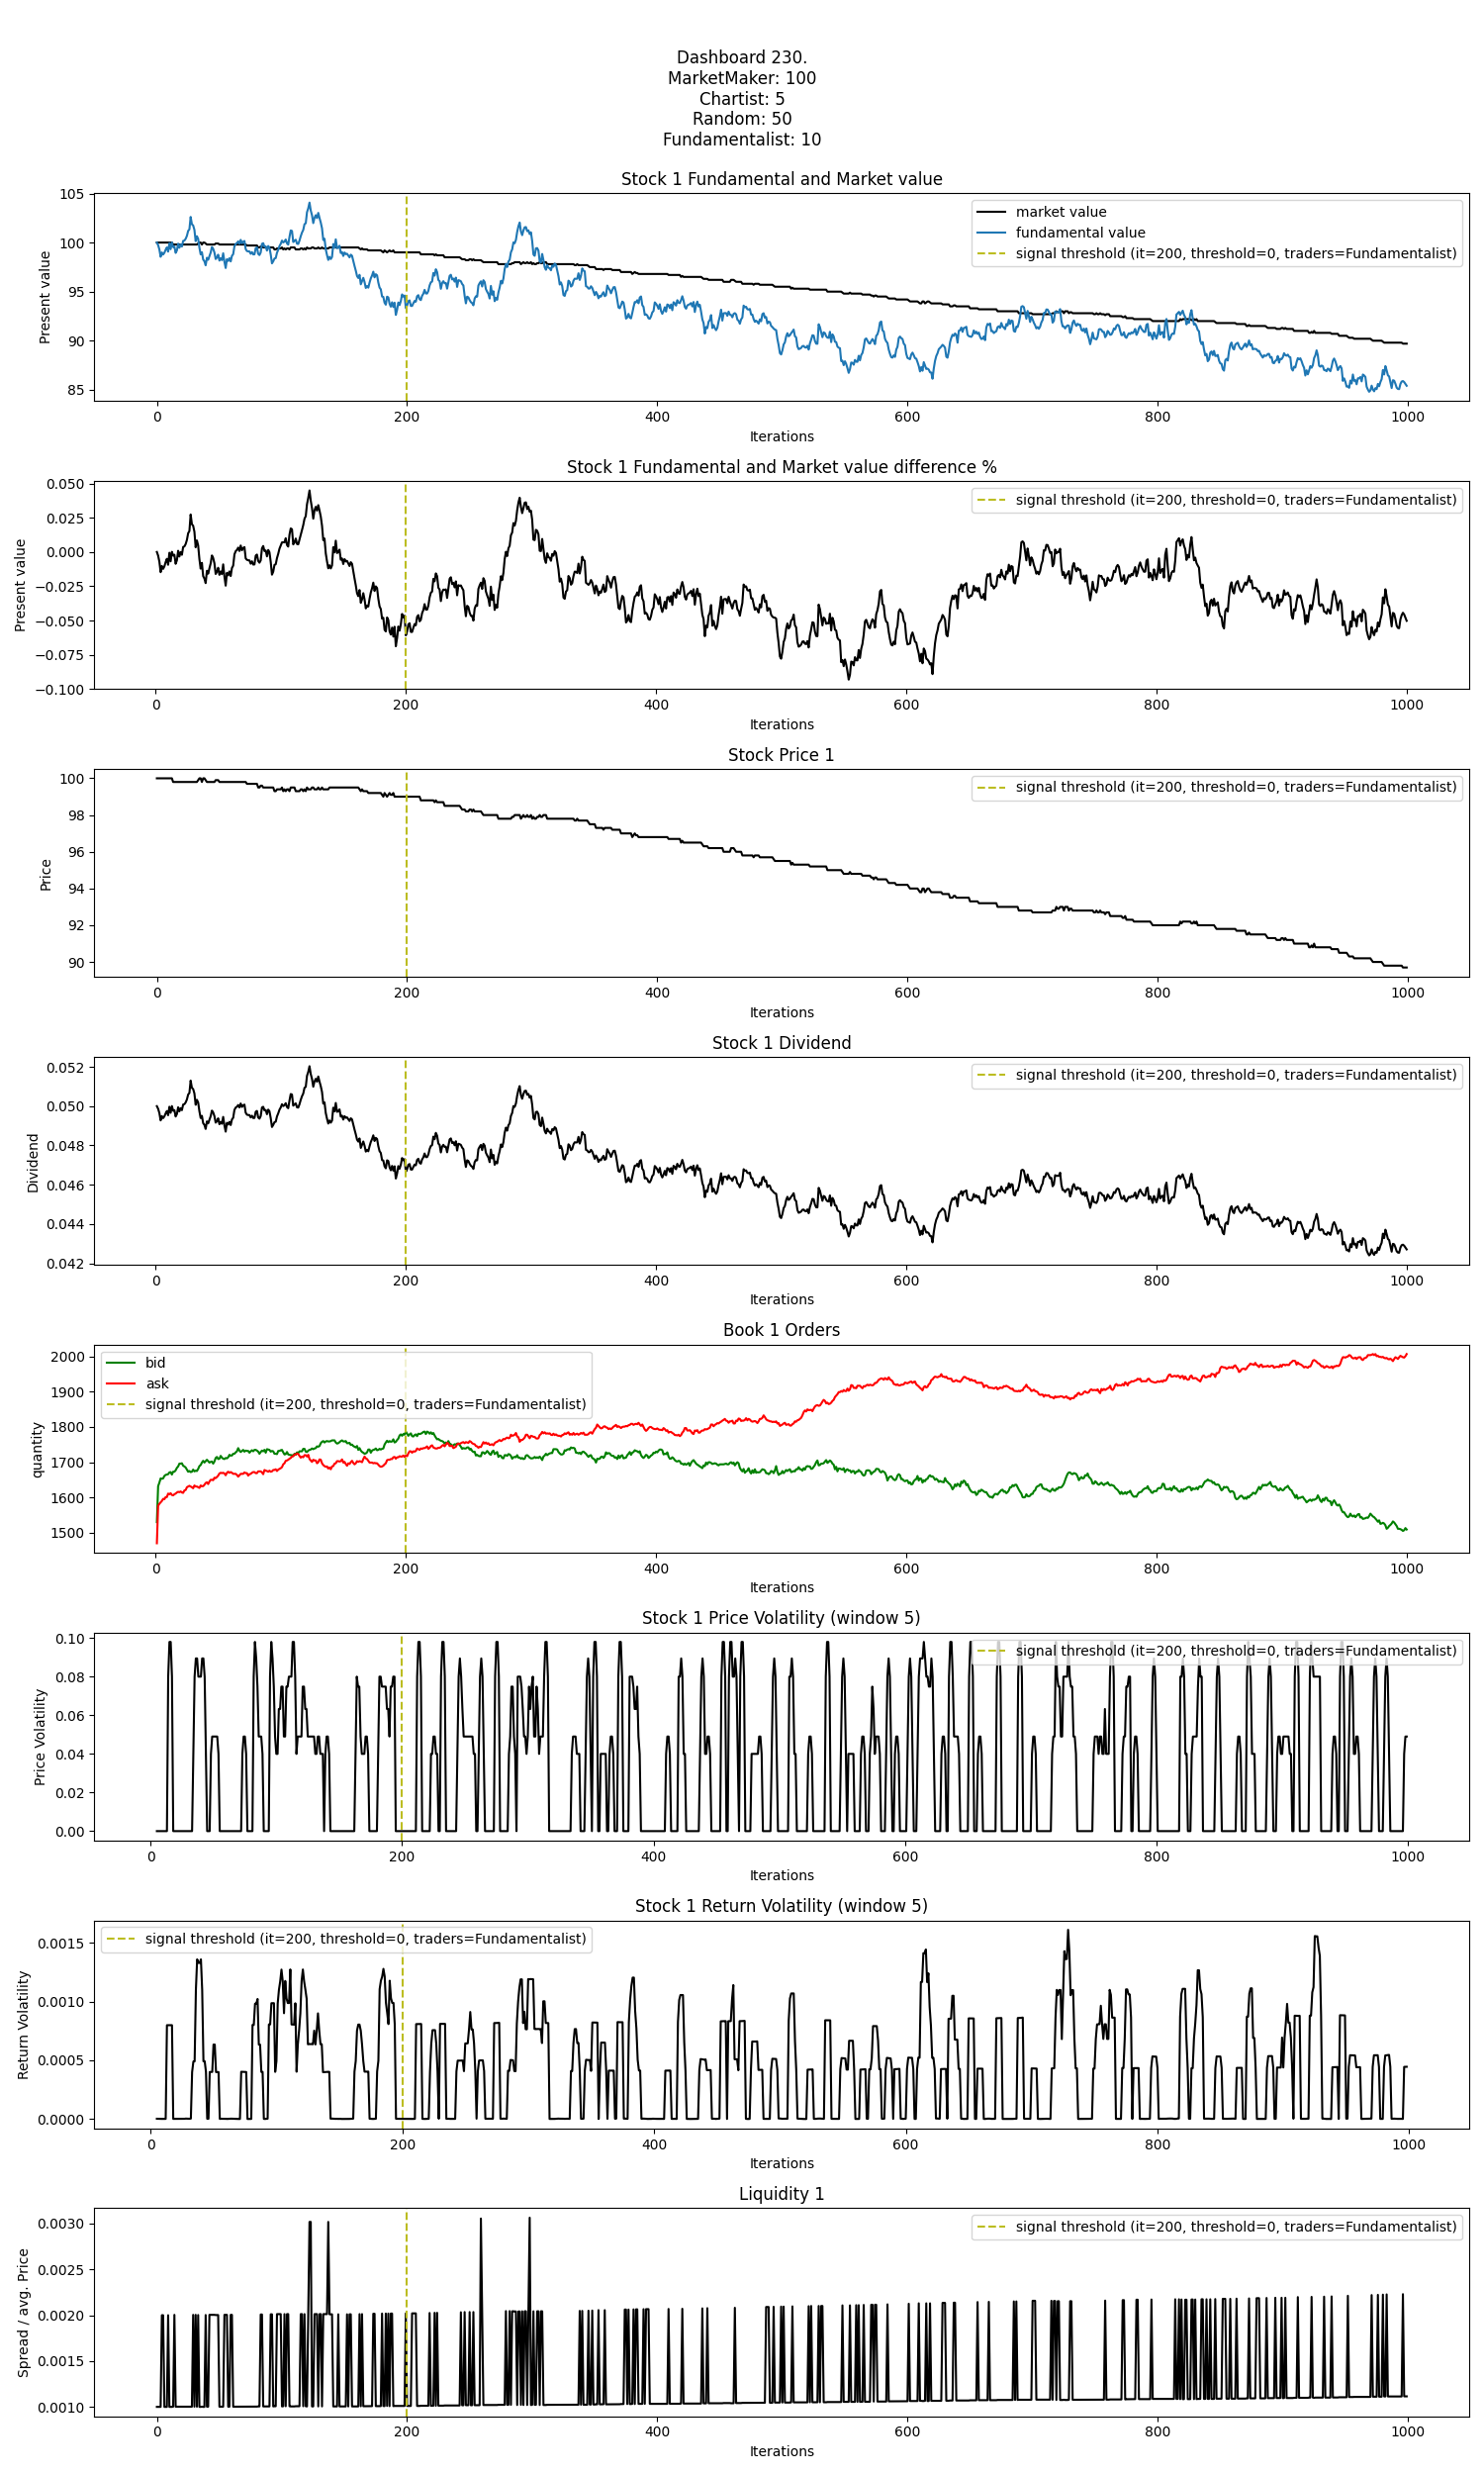 Dashboard 230.
MarketMaker: 100
Chartist: 5
Random: 50
Fundamentalist: 10
Stock 1 Fundamental and Market value
105
100
95
90
85
Present value
market value
fundamental value
signal threshold (it=200, threshold=0, traders=Fundamentalist)
0 200 400 600 800 1000
Iterations
Stock 1 Fundamental and Market value difference %
0.050
0.025
0.000
−0.025
−0.050
−0.075
−0.100
Present value
signal threshold (it=200, threshold=0, traders=Fundamentalist)
0 200 400 600 800 1000
Iterations
Stock Price 1
100
98
96
94
92
90
Price
signal threshold (it=200, threshold=0, traders=Fundamentalist)
0 200 400 600 800 1000
Iterations
Stock 1 Dividend
0.052
0.050
0.048
0.046
0.044
0.042
Dividend
signal threshold (it=200, threshold=0, traders=Fundamentalist)
0 200 400 600 800 1000
Iterations
Book 1 Orders
2000
1900
1800
1700
1600
1500
quantity
bid
ask
signal threshold (it=200, threshold=0, traders=Fundamentalist)
0 200 400 600 800 1000
Iterations
Stock 1 Price Volatility (window 5)
0.10
0.08
0.06
0.04
0.02
0.00
Price Volatility
signal threshold (it=200, threshold=0, traders=Fundamentalist)
0 200 400 600 800 1000
Iterations
Stock 1 Return Volatility (window 5)
0.0015
0.0010
0.0005
0.0000
Return Volatility
signal threshold (it=200, threshold=0, traders=Fundamentalist)
0 200 400 600 800 1000
Iterations
Liquidity 1
0.0030
0.0025
0.0020
0.0015
0.0010
Spread / avg. Price
signal threshold (it=200, threshold=0, traders=Fundamentalist)
0 200 400 600 800 1000
Iterations